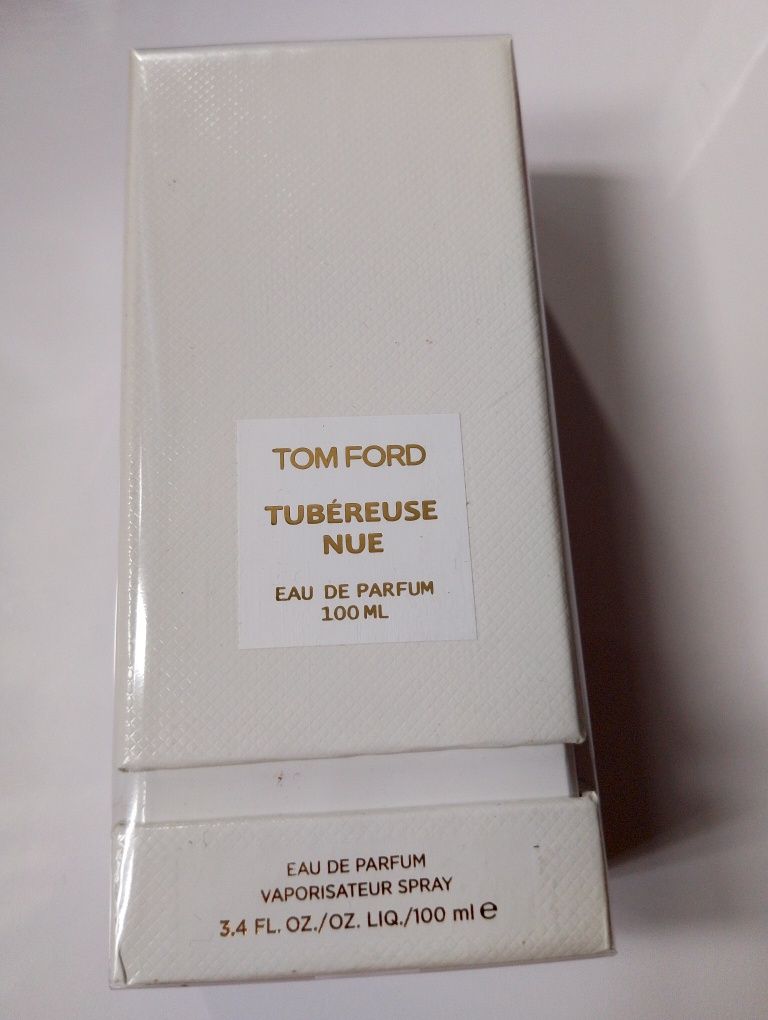 TOM FORD
TUBÉREUSE
NUE
EAU DE PARFUM
100 ML
EAU DE PARFUM
VAPORISATEUR SPRAY
3.4 FL. OZ./OZ. LIQ./100 ml ℮